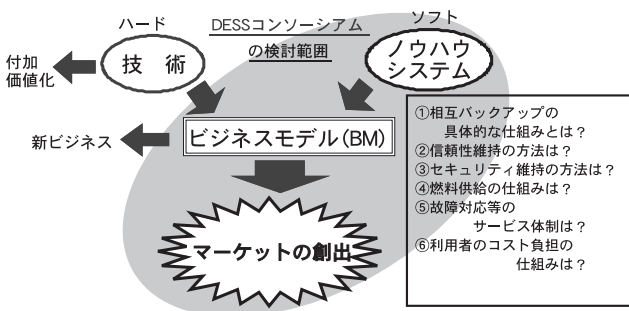 ハード
ソフト
DESSコンソーシアム
の検討範囲
技 術
ノウハウ
システム
付加
価値化
新ビジネス
ビジネスモデル(BM)
マーケットの創出
①相互バックアップの
具体的な仕組みとは?
②信頼性維持の方法は?
③セキュリティ維持の方法は?
④燃料供給の仕組みは?
⑤故障対応等の
サービス体制は?
⑥利用者のコスト負担の
仕組みは?